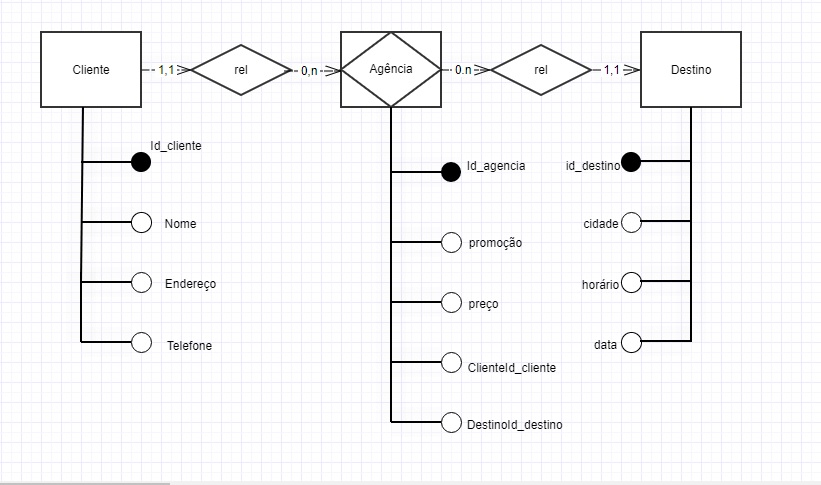 Cliente
1,1
rel
0,n
Agência
0.n
rel
1,1
Destino
Id_cliente
Nome
Endereço
Telefone
Id_agencia
promoção
preço
ClienteId_cliente
DestinoId_destino
id_destino
cidade
horário
data